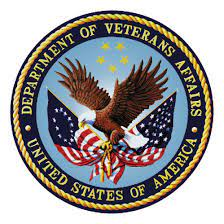 DEPARTMENT OF VETERANS AFFAIRS
UNITED STATES OF AMERICA